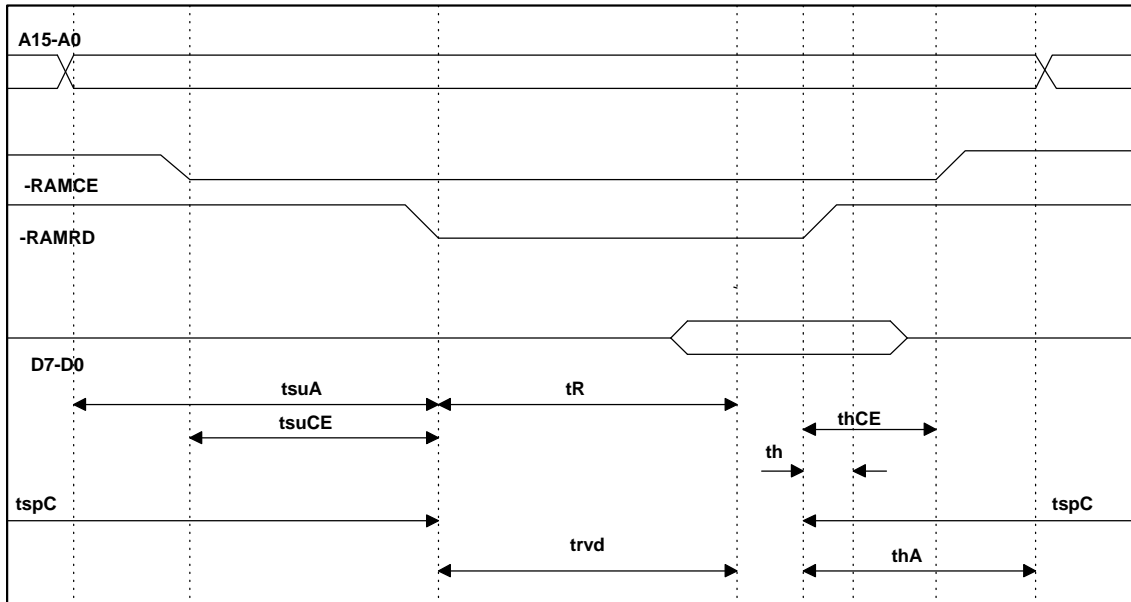 A15-A0
-RAMCE
-RAMRD
D7-D0
tsuA
tR
tsuCE
thCE
th
tspC
tspC
trvd
thA